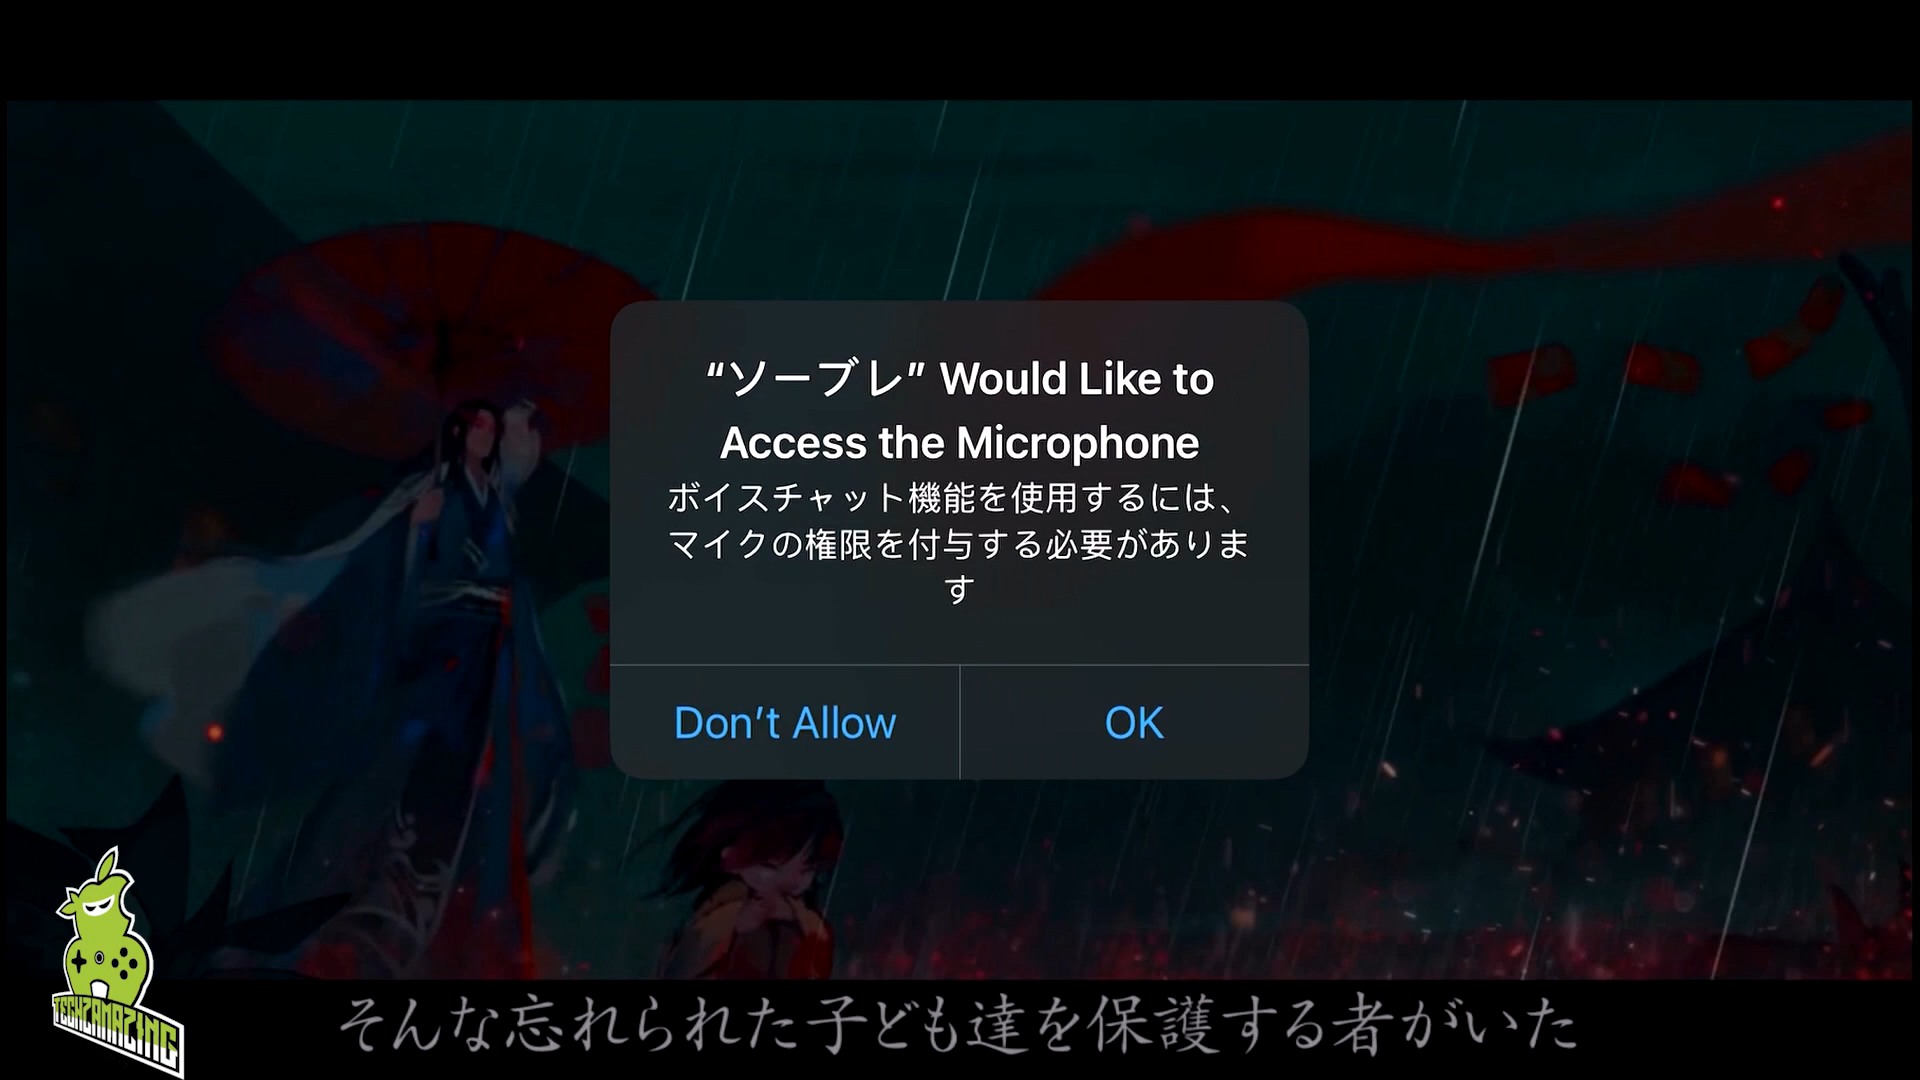 “ソーブレ” Would Like to
Access the Microphone
ボイスチャット機能を使用するには、
マイクの権限を付与する必要がありま
す
Don’t Allow
OK
TECHZAMAZING
そんな忘れられた子ども達を保護する者がいた